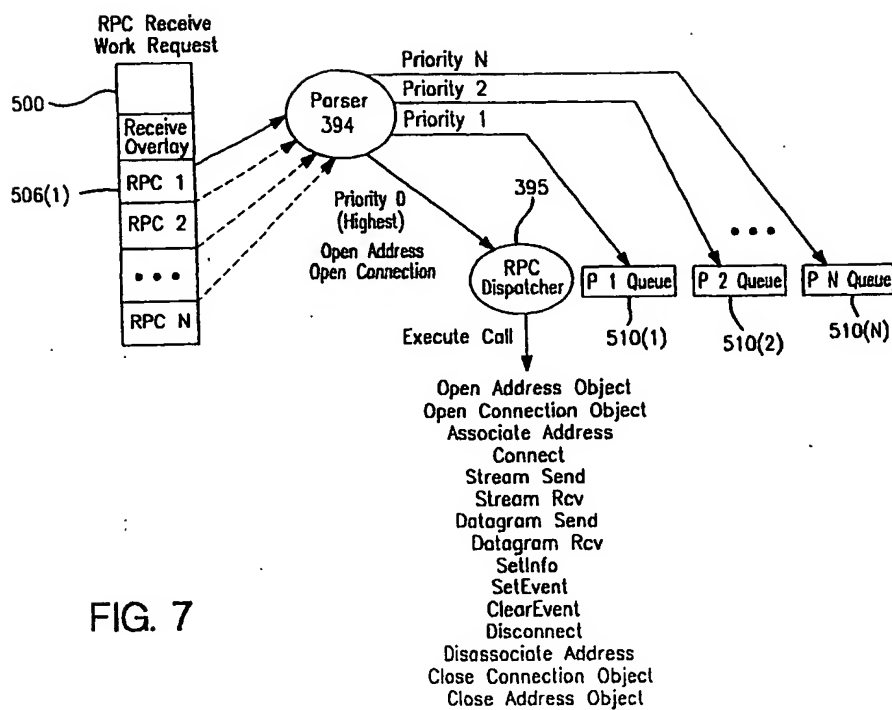 RPC Receive
Work Request
500
Receive
Overlay
506(1)
RPC 1
RPC 2
•••
RPC N
Parser
394
Priority N
Priority 2
Priority 1
Priority 0
(Highest)
Open Address
Open Connection
395
RPC
Dispatcher
•••
P 1 Queue
P 2 Queue
P N Queue
510(1)
510(2)
510(N)
Execute Call
Open Address Object
Open Connection Object
Associate Address
Connect
Stream Send
Stream Rcv
Datagram Send
Datagram Rcv
SetInfo
SetEvent
ClearEvent
Disconnect
Disassociate Address
Close Connection Object
Close Address Object
FIG. 7